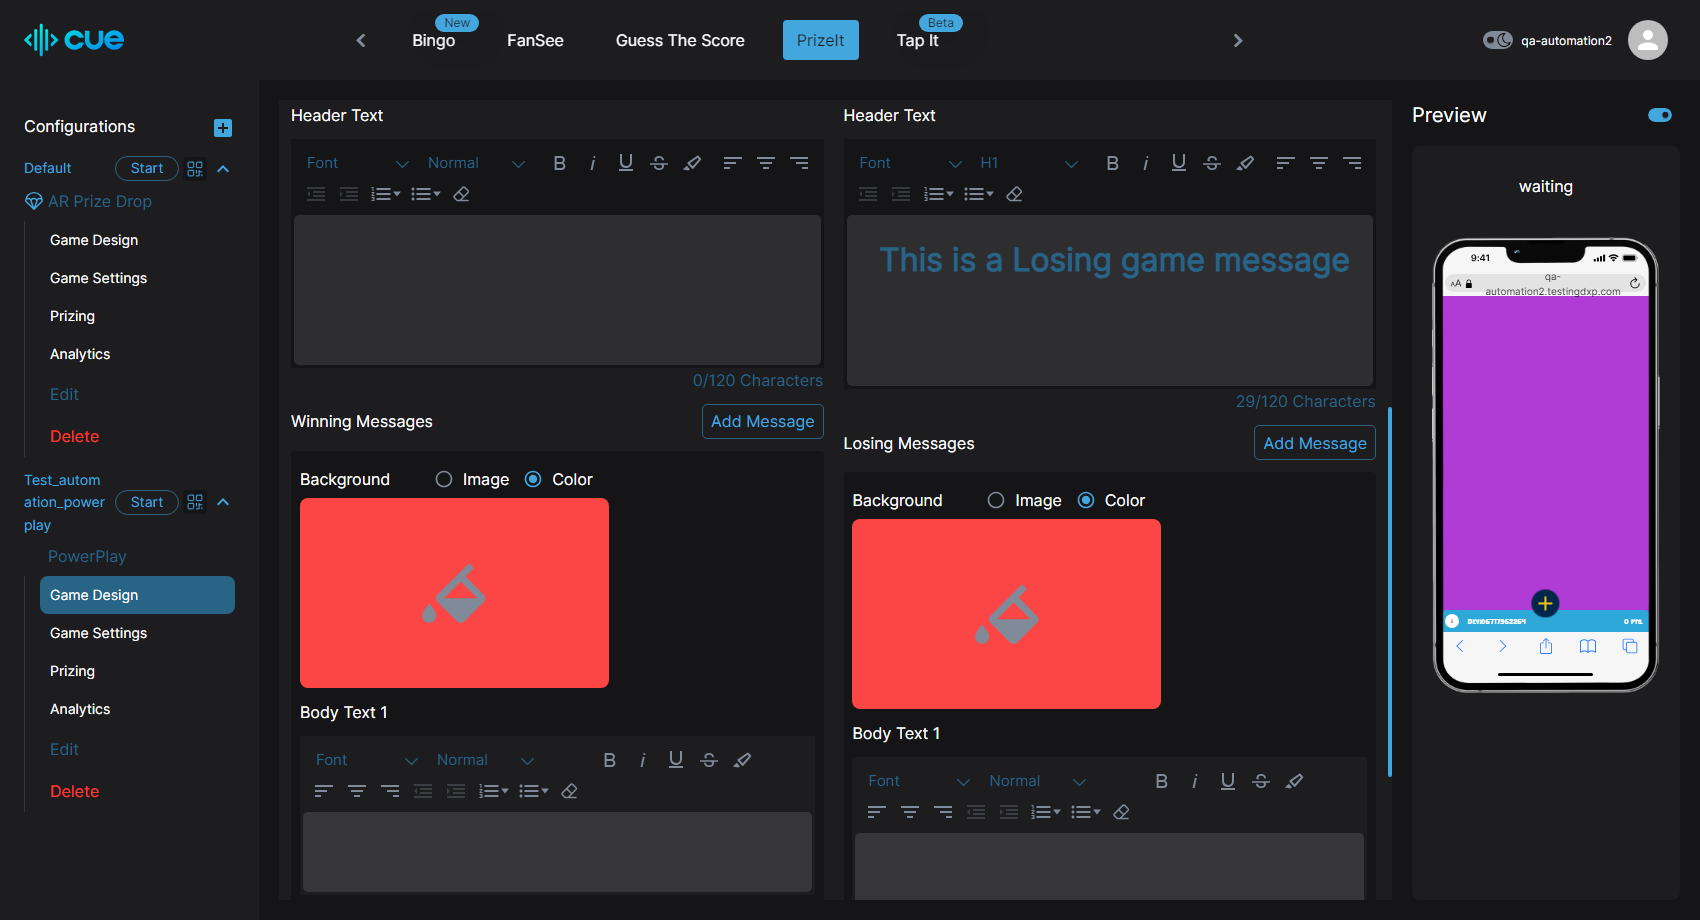 cue
Bingo
New
FanSee
Guess The Score
PrizeIt
Tap It
Beta
qa-automation2
Configurations
Default
Start
AR Prize Drop
Game Design
Game Settings
Prizing
Analytics
Edit
Delete
Test_autom
ation_power
play
Start
PowerPlay
Game Design
Game Settings
Prizing
Analytics
Edit
Delete
Header Text
Font
Normal
B
i
U
S
0/120 Characters
Winning Messages
Add Message
Background
Image
Color
Body Text 1
Font
Normal
B
i
U
S
Header Text
Font
H1
B
i
U
S
This is a Losing game message
29/120 Characters
Losing Messages
Add Message
Background
Image
Color
Body Text 1
Font
Normal
B
i
U
S
Preview
waiting
9:41
AA
qa-
automation2.testingdxp.com
0 PTS.